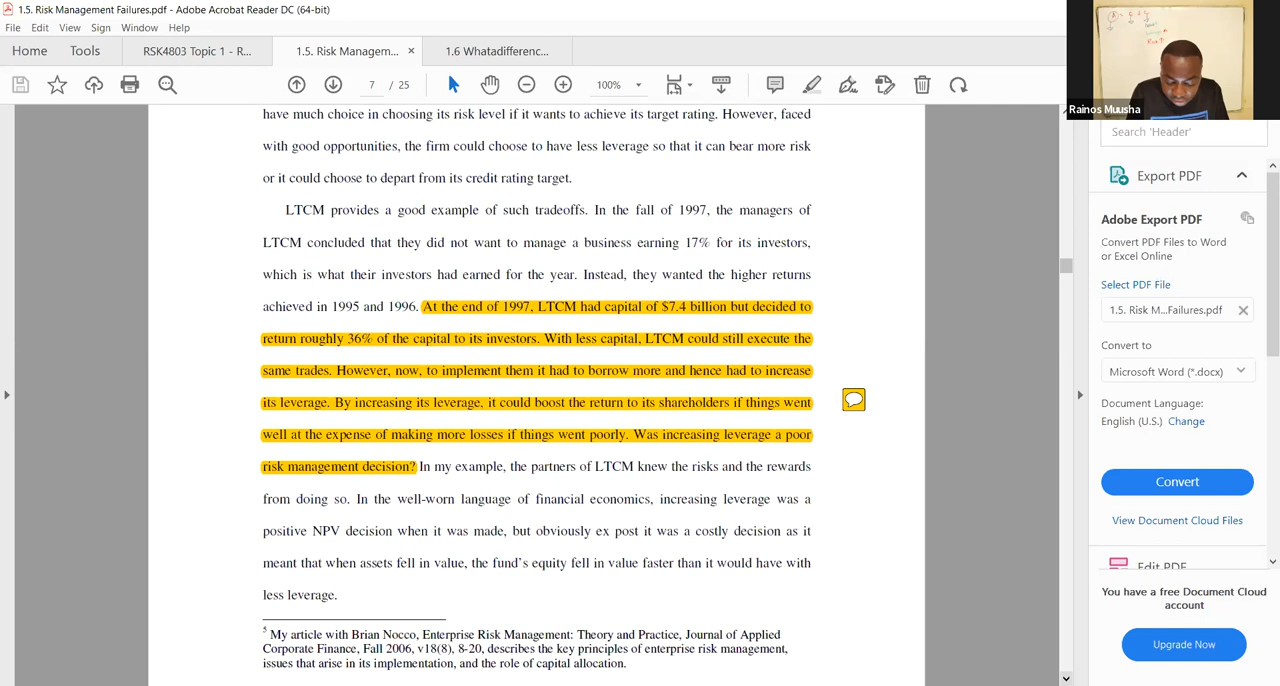 1.5. Risk Management Failures.pdf - Adobe Acrobat Reader DC (64-bit)
File Edit View Sign Window Help
Home Tools RSK4803 Topic 1 - R... 1.5. Risk Managem... × 1.6 Whatadifferenc...
7 / 25 100%
Rainos Muusha
have much choice in choosing its risk level if it wants to achieve its target rating. However, faced
with good opportunities, the firm could choose to have less leverage so that it can bear more risk
or it could choose to depart from its credit rating target.
LTCM provides a good example of such tradeoffs. In the fall of 1997, the managers of
LTCM concluded that they did not want to manage a business earning 17% for its investors,
which is what their investors had earned for the year. Instead, they wanted the higher returns
achieved in 1995 and 1996. At the end of 1997, LTCM had capital of $7.4 billion but decided to
return roughly 36% of the capital to its investors. With less capital, LTCM could still execute the
same trades. However, now, to implement them it had to borrow more and hence had to increase
its leverage. By increasing its leverage, it could boost the return to its shareholders if things went
well at the expense of making more losses if things went poorly. Was increasing leverage a poor
risk management decision? In my example, the partners of LTCM knew the risks and the rewards
from doing so. In the well-worn language of financial economics, increasing leverage was a
positive NPV decision when it was made, but obviously ex post it was a costly decision as it
meant that when assets fell in value, the fund's equity fell in value faster than it would have with
less leverage.
5 My article with Brian Nocco, Enterprise Risk Management: Theory and Practice, Journal of Applied
Corporate Finance, Fall 2006, v18(8), 8-20, describes the key principles of enterprise risk management,
issues that arise in its implementation, and the role of capital allocation.
Search 'Header'
Export PDF
Adobe Export PDF
Convert PDF Files to Word
or Excel Online
Select PDF File
1.5. Risk M...Failures.pdf
Convert to
Microsoft Word (*.docx)
Document Language:
English (U.S.) Change
Convert
View Document Cloud Files
Edit PDF
You have a free Document Cloud
account
Upgrade Now